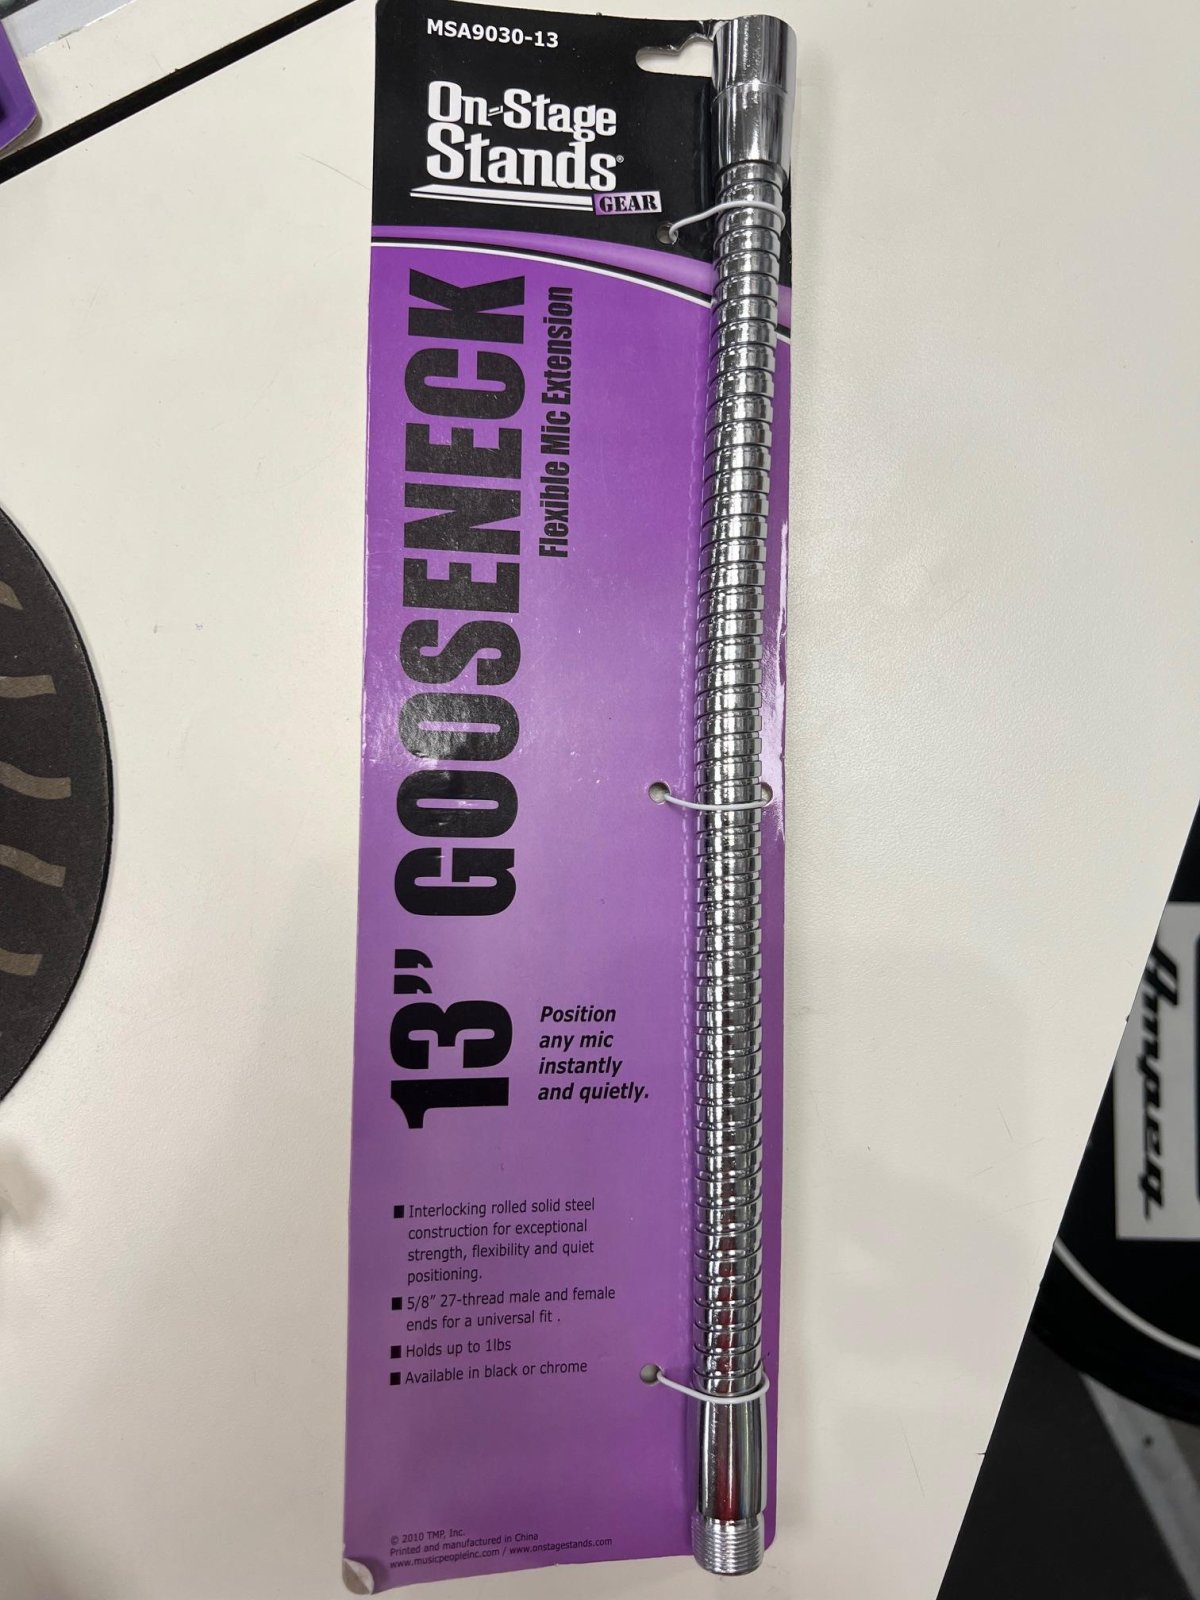 MSA9030-13
On-Stage
Stands®
GEAR
13” GOOSENECK
Flexible Mic Extension
Position
any mic
instantly
and quietly.
■ Interlocking rolled solid steel
construction for exceptional
strength, flexibility and quiet
positioning.
■ 5/8” 27-thread male and female
ends for a universal fit .
■ Holds up to 1lbs
■ Available in black or chrome
© 2010 TMP, Inc.
Printed and manufactured in China
www.musicpeopleinc.com / www.onstagestands.com
Ampeg